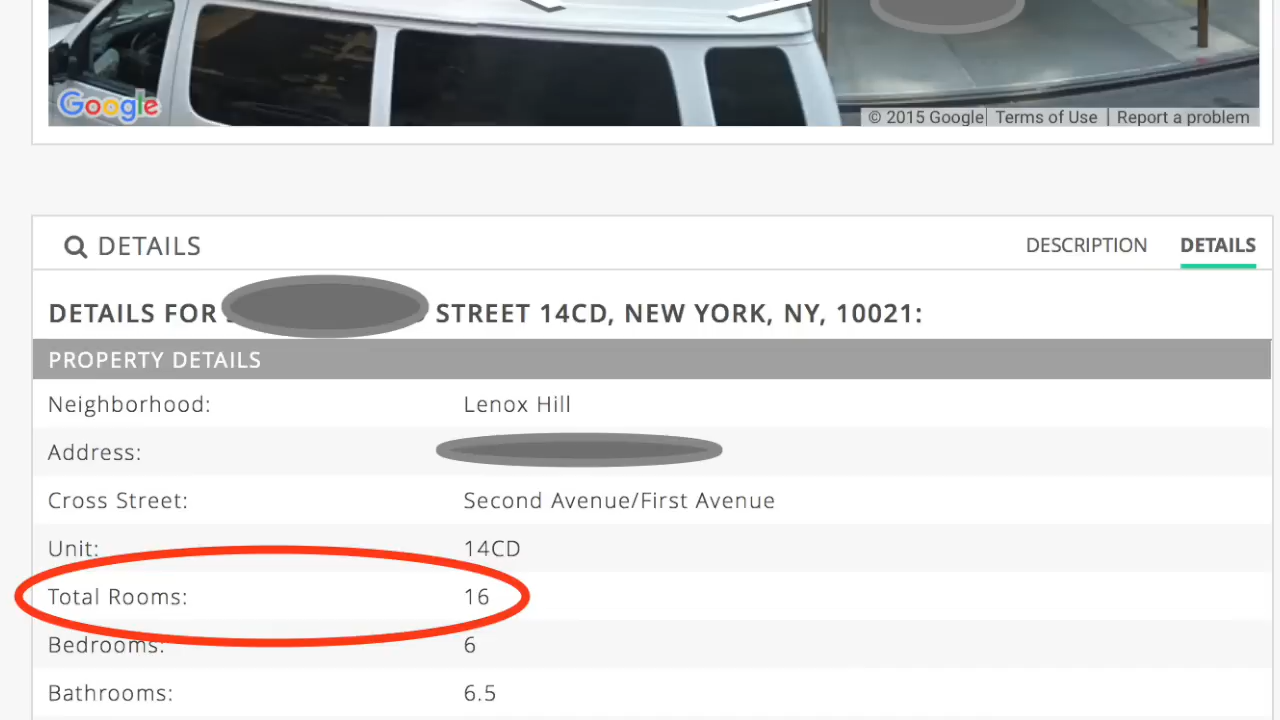 Google
© 2015 Google | Terms of Use | Report a problem
DETAILS
DESCRIPTION DETAILS
DETAILS FOR STREET 14CD, NEW YORK, NY, 10021:
PROPERTY DETAILS
Neighborhood: Lenox Hill
Address:
Cross Street: Second Avenue/First Avenue
Unit: 14CD
Total Rooms: 16
Bedrooms: 6
Bathrooms: 6.5